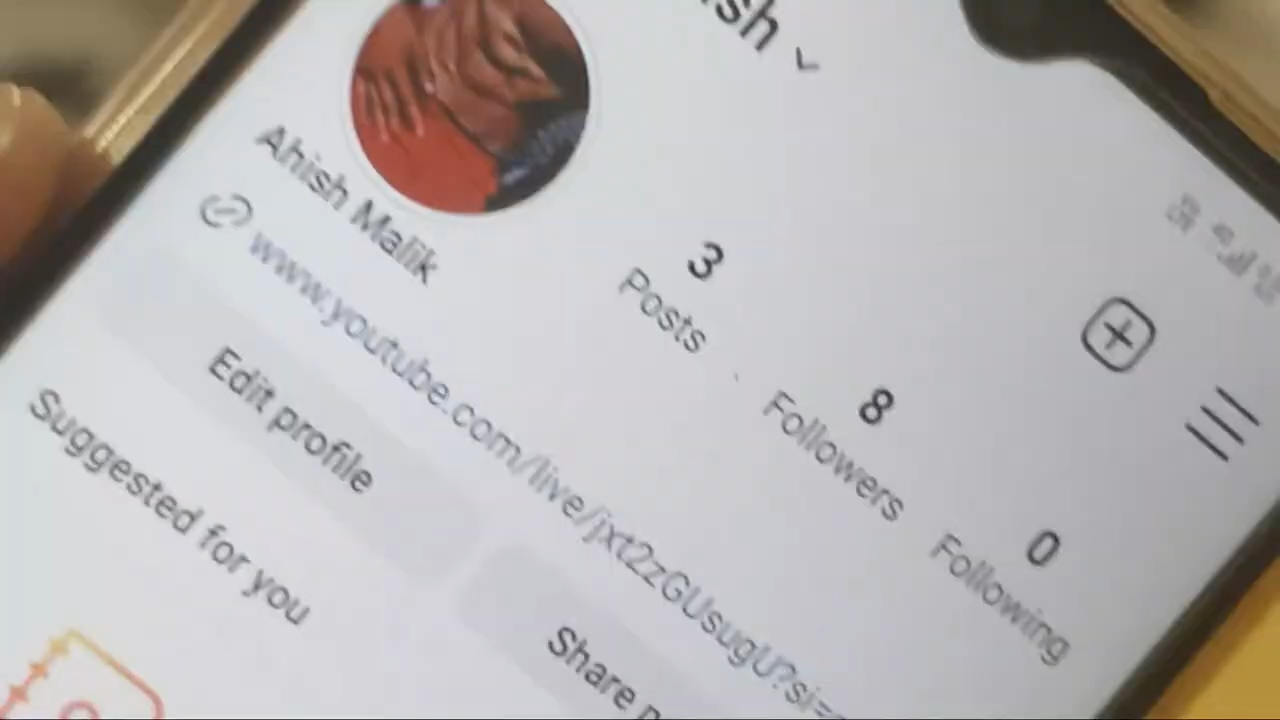 Ahish Malik
www.youtube.com/live/jxt2zGUsugU?si=
3
Posts
8
Followers
0
Following
Edit profile
Share
Suggested for you